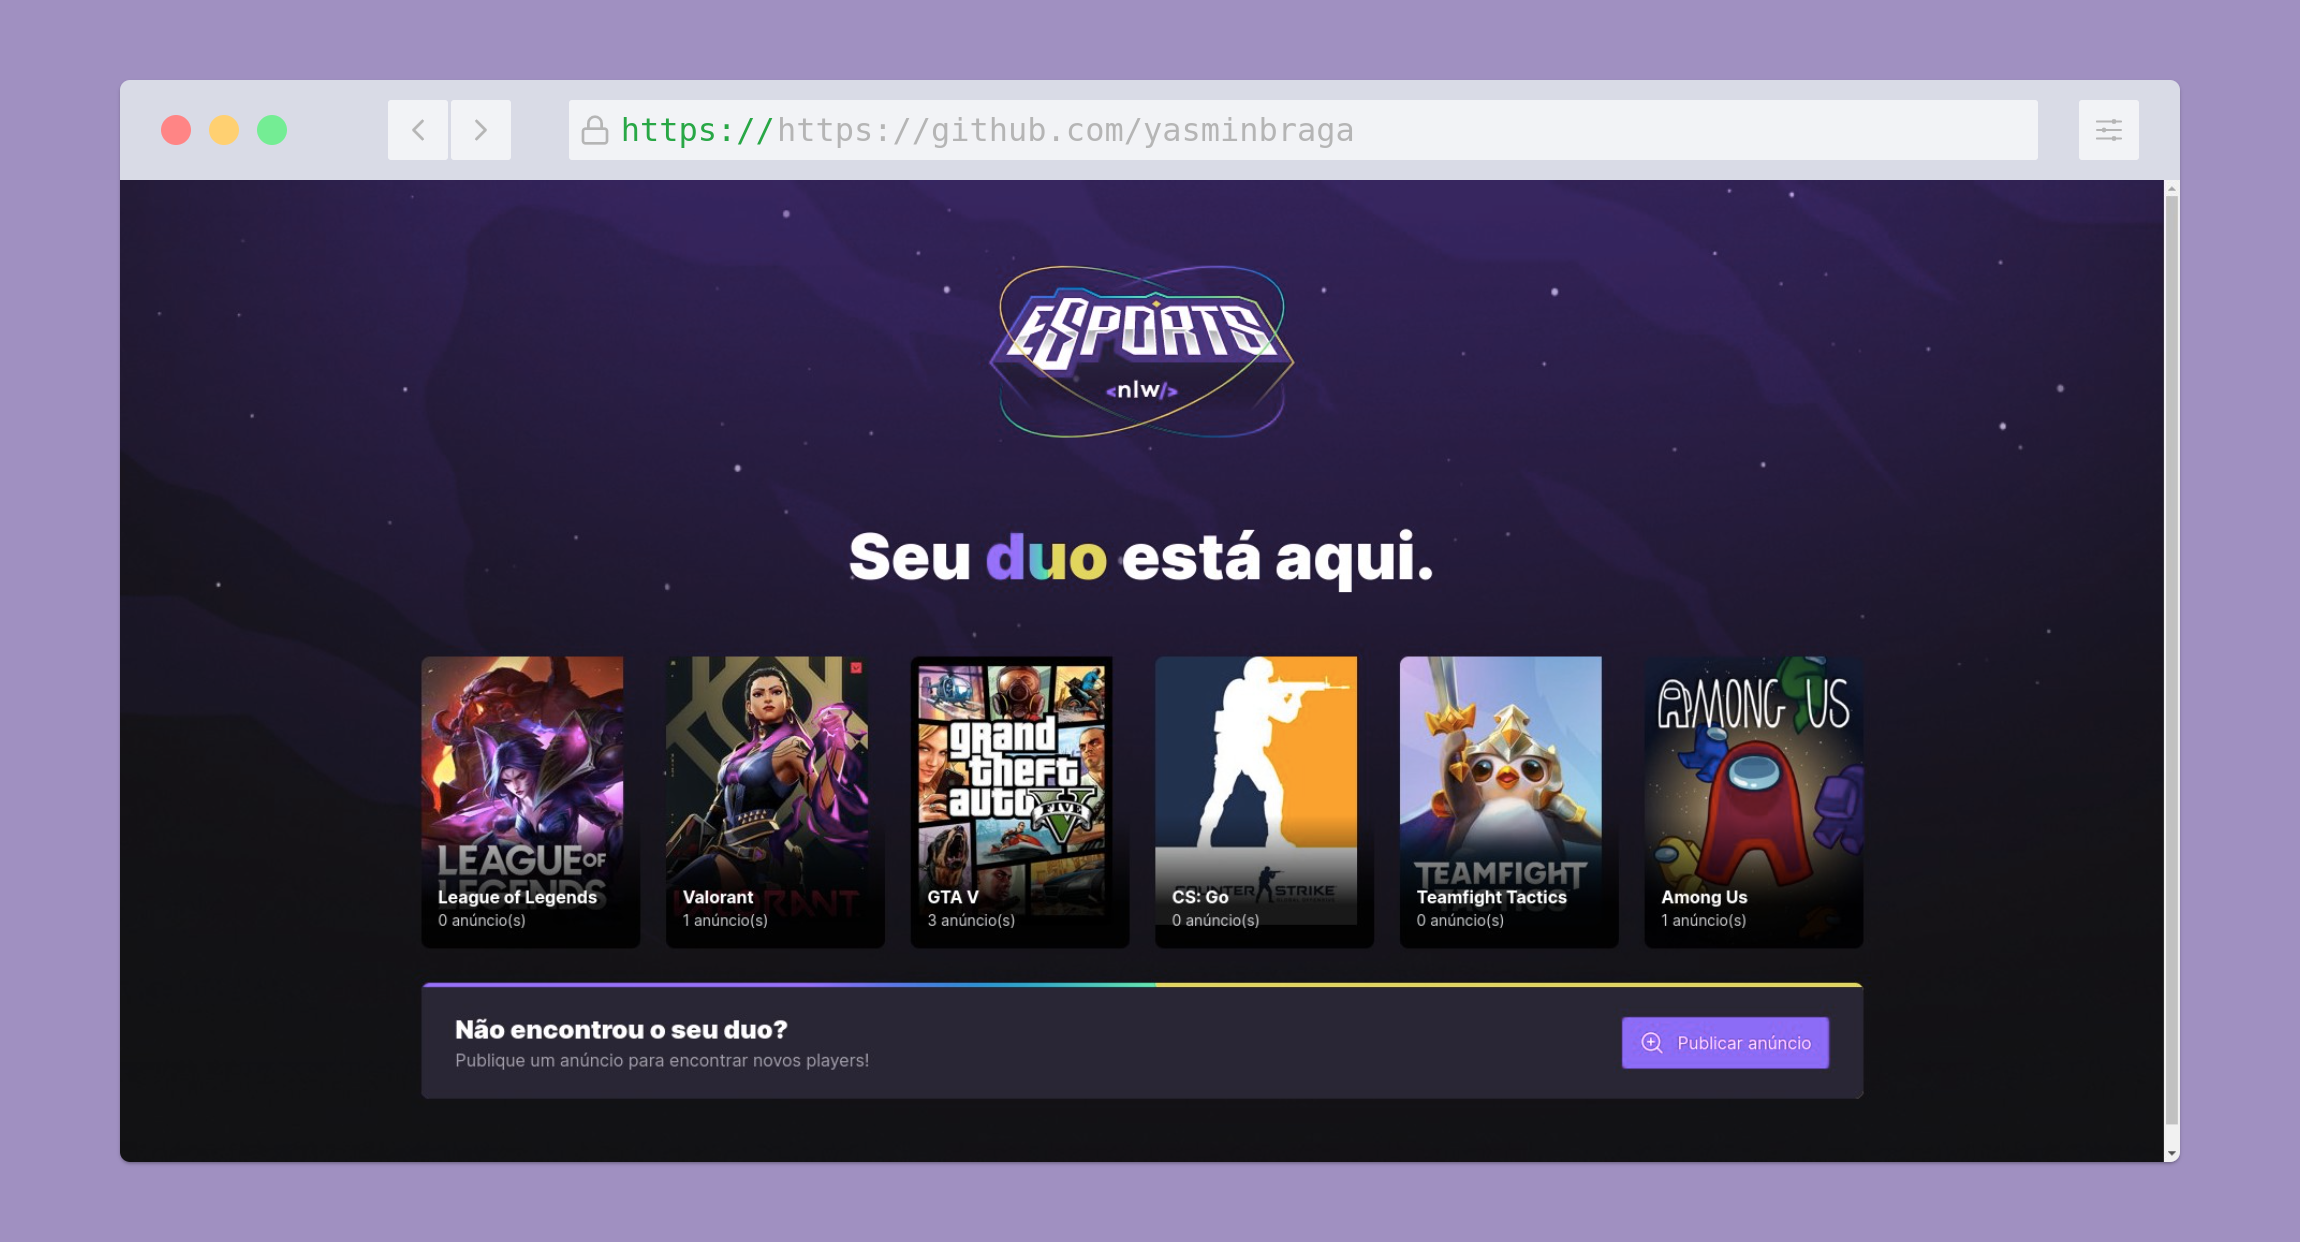 https://https://github.com/yasminbraga
ESPORTS
<nlw/>
Seu duo está aqui.
LEAGUE OF
LEGENDS
League of Legends
0 anúncio(s)
VALORANT
Valorant
1 anúncio(s)
grand
theft
auto
V
FIVE
GTA V
3 anúncio(s)
COUNTER STRIKE
CS: Go
0 anúncio(s)
TEAMFIGHT
TACTICS
Teamfight Tactics
0 anúncio(s)
AMONG US
Among Us
1 anúncio(s)
Não encontrou o seu duo?
Publique um anúncio para encontrar novos players!
Publicar anúncio